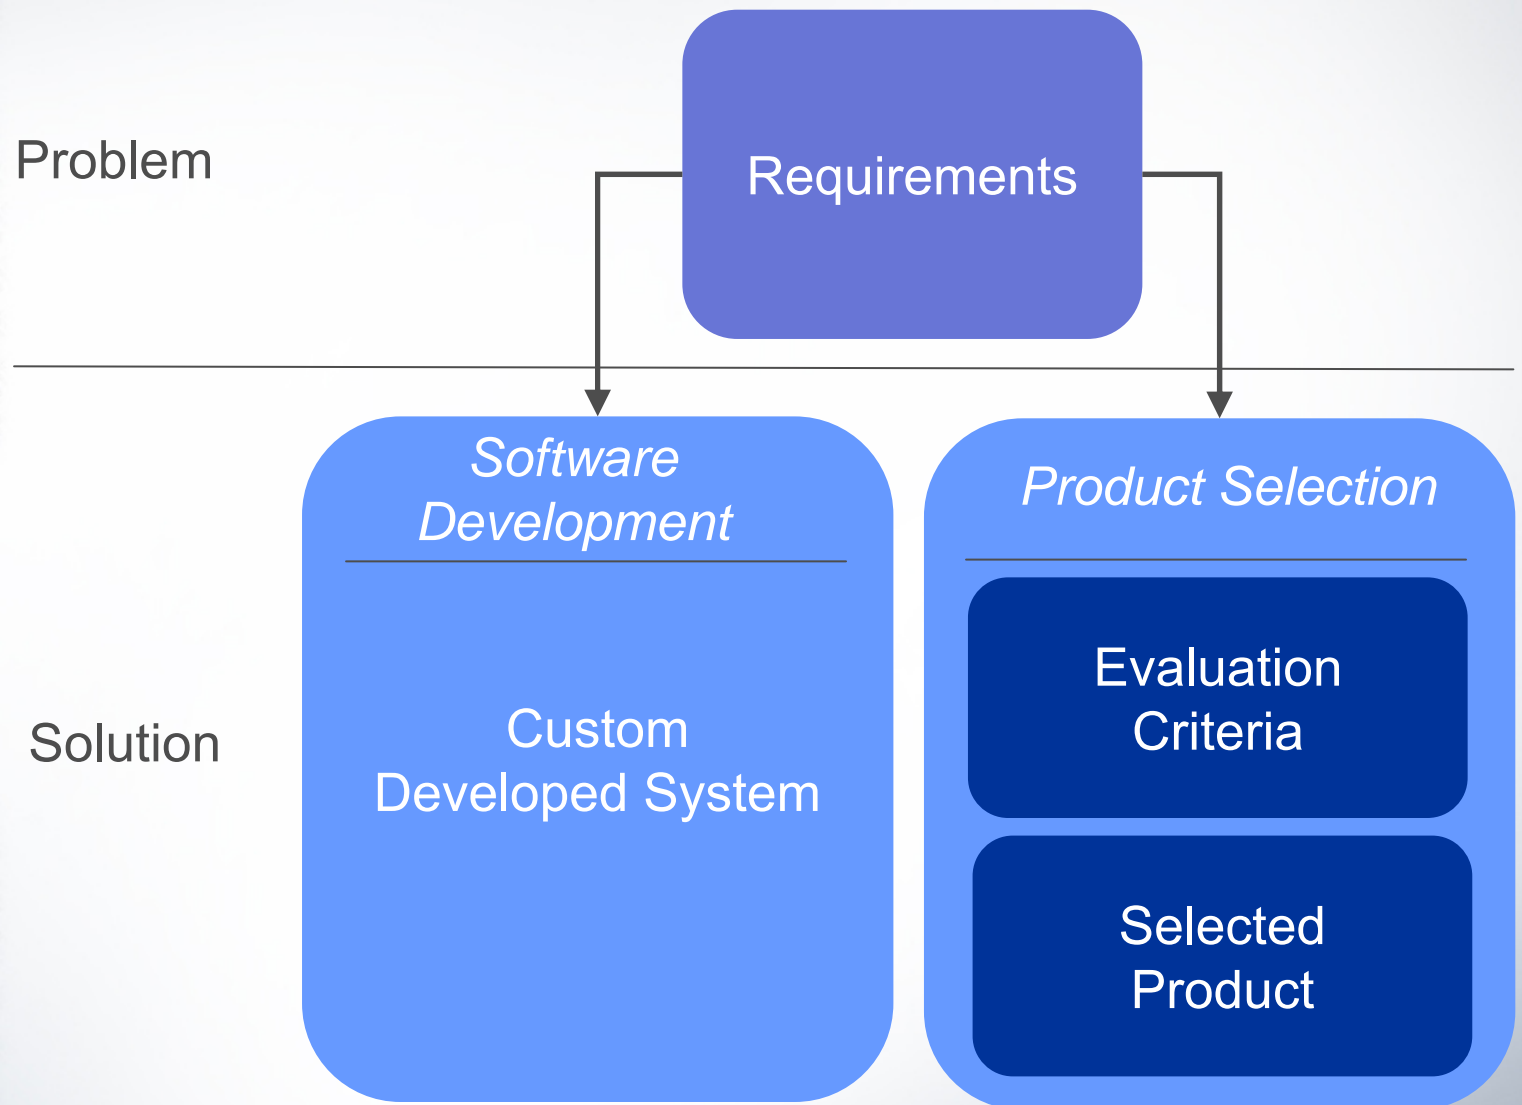 Problem
Requirements
Software
Development
Product Selection
Solution
Custom
Developed System
Evaluation
Criteria
Selected
Product